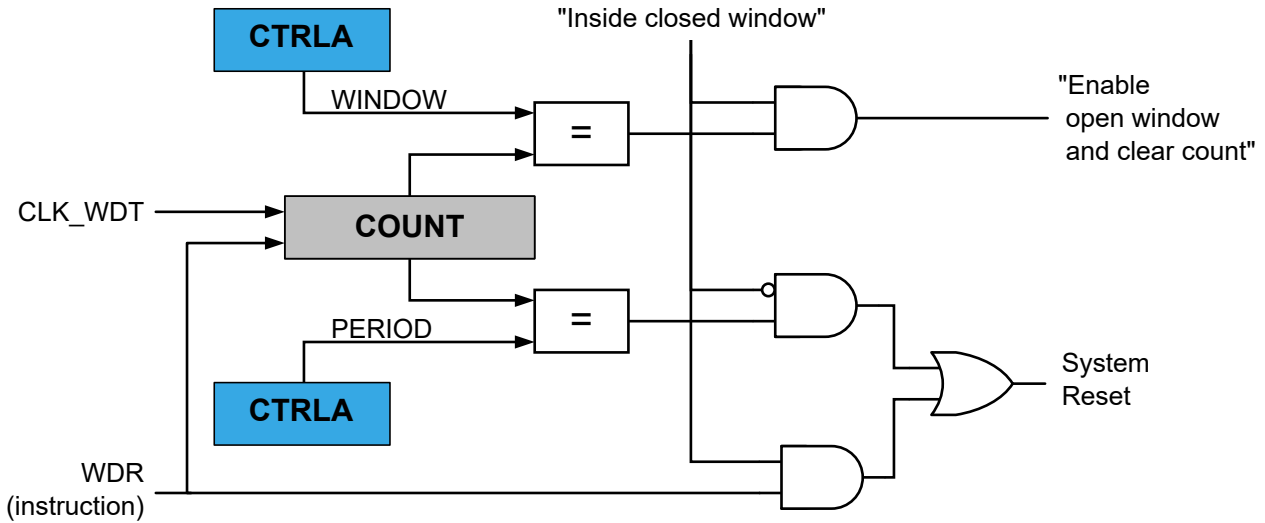 "Inside closed window"
CTRLA
WINDOW
=
"Enable
open window
and clear count"
CLK_WDT
COUNT
PERIOD
=
CTRLA
System
Reset
WDR
(instruction)